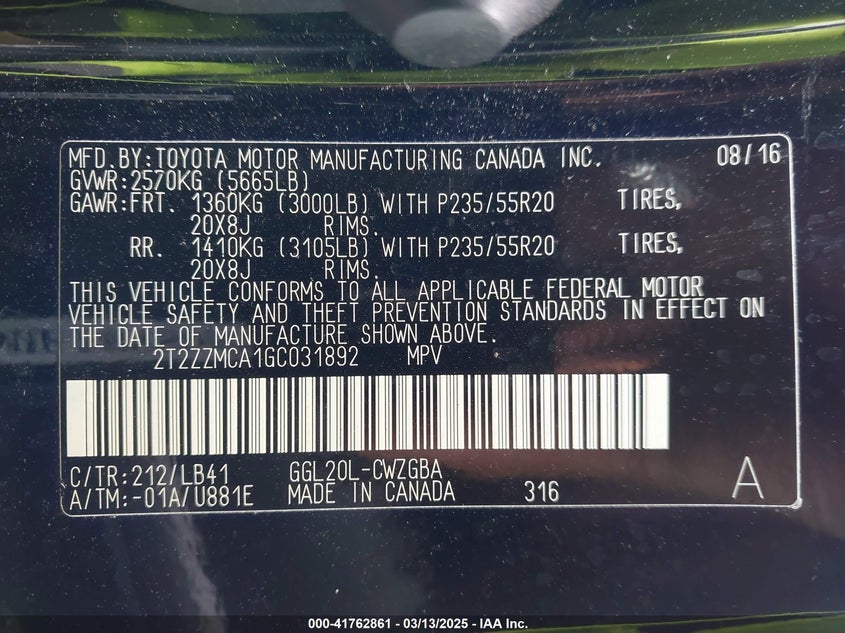 MFD.BY:TOYOTA MOTOR MANUFACTURING CANADA INC. 08/16
GVWR:2570KG (5665LB)
GAWR:FRT. 1360KG (3000LB) WITH P235/55R20 TIRES,
20X8J RIMS.
RR. 1410KG (3105LB) WITH P235/55R20 TIRES,
20X8J RIMS.
THIS VEHICLE CONFORMS TO ALL APPLICABLE FEDERAL MOTOR
VEHICLE SAFETY AND THEFT PREVENTION STANDARDS IN EFFECT ON
THE DATE OF MANUFACTURE SHOWN ABOVE.
2T2ZZMCA1GC031892 MPV
C/TR:212/LB41 GGL20L-CWZGBA
A/TM:-01A/U881E MADE IN CANADA 316 A
000-41762861 - 03/13/2025 - IAA Inc.